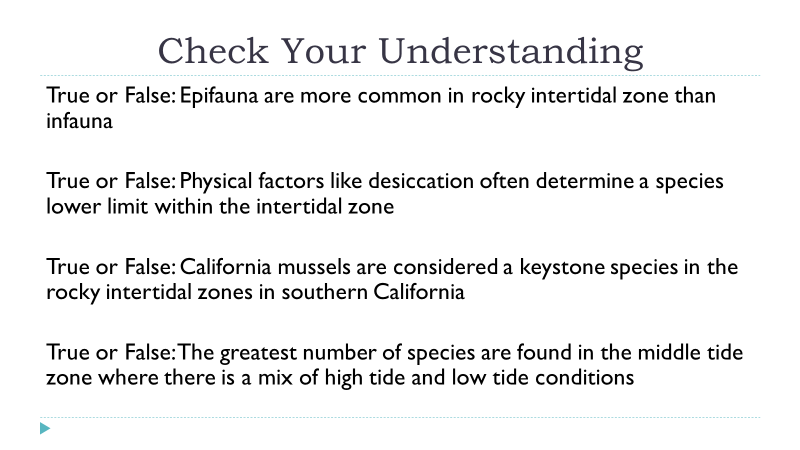 Check Your Understanding
True or False: Epifauna are more common in rocky intertidal zone than
infauna
True or False: Physical factors like desiccation often determine a species
lower limit within the intertidal zone
True or False: California mussels are considered a keystone species in the
rocky intertidal zones in southern California
True or False: The greatest number of species are found in the middle tide
zone where there is a mix of high tide and low tide conditions